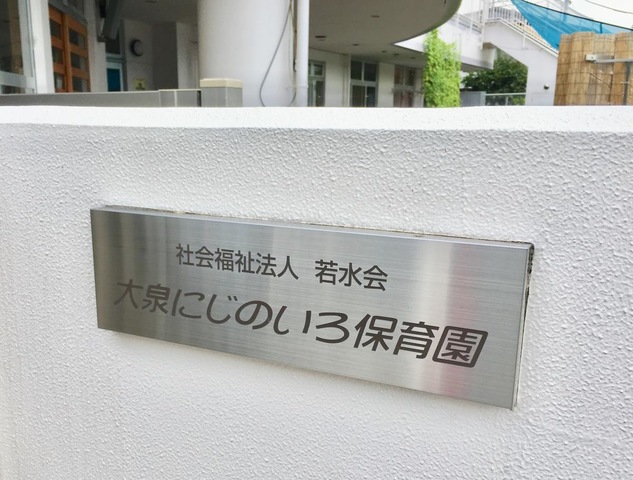 社会福祉法人 若水会
大泉にじのいろ保育園